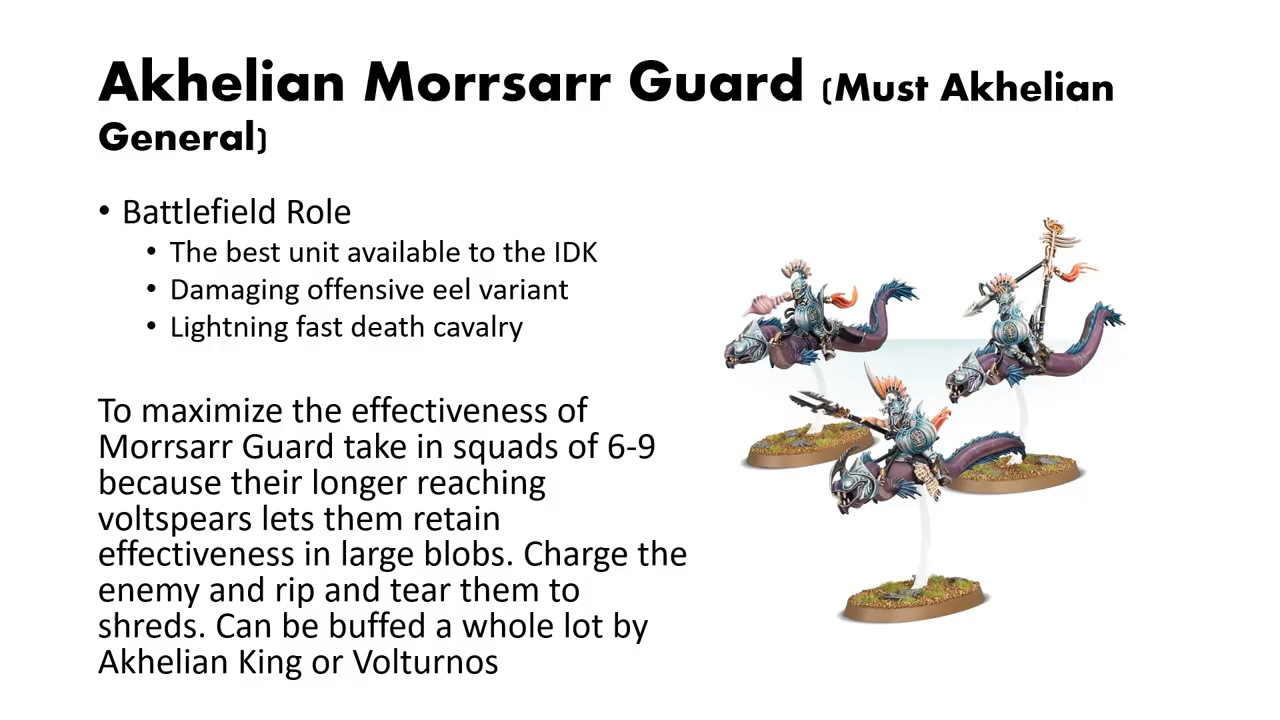 Akhelian Morrsarr Guard (Must Akhelian
General)
• Battlefield Role
• The best unit available to the IDK
• Damaging offensive eel variant
• Lightning fast death cavalry
To maximize the effectiveness of
Morrsarr Guard take in squads of 6-9
because their longer reaching
voltspears lets them retain
effectiveness in large blobs. Charge the
enemy and rip and tear them to
shreds. Can be buffed a whole lot by
Akhelian King or Volturnos